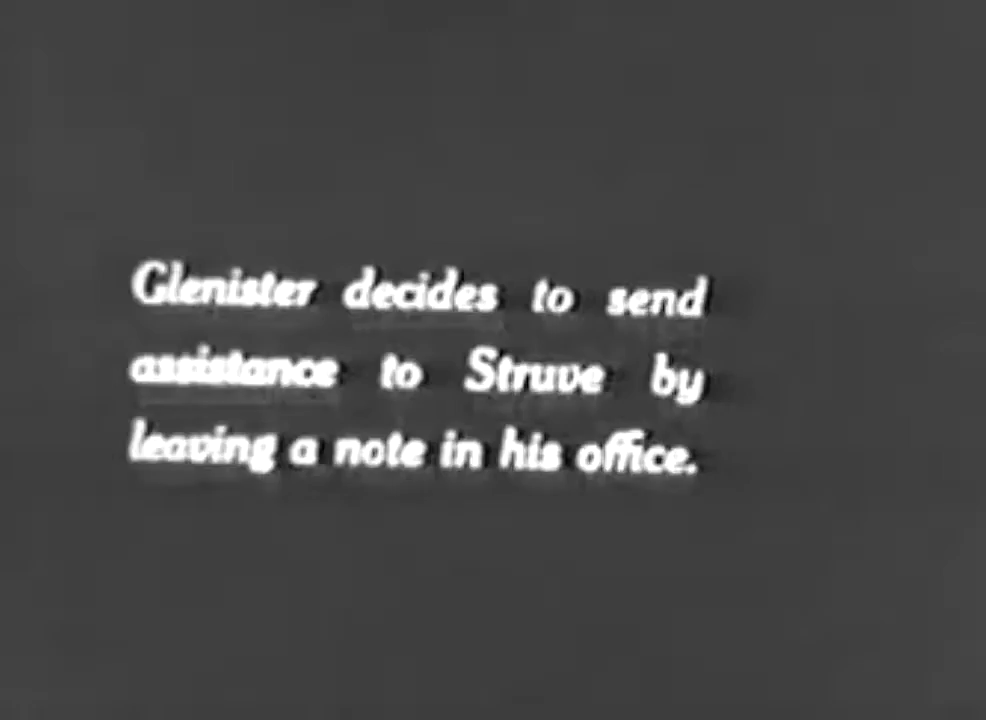 Glenister decides to send
assistance to Struve by
leaving a note in his office.